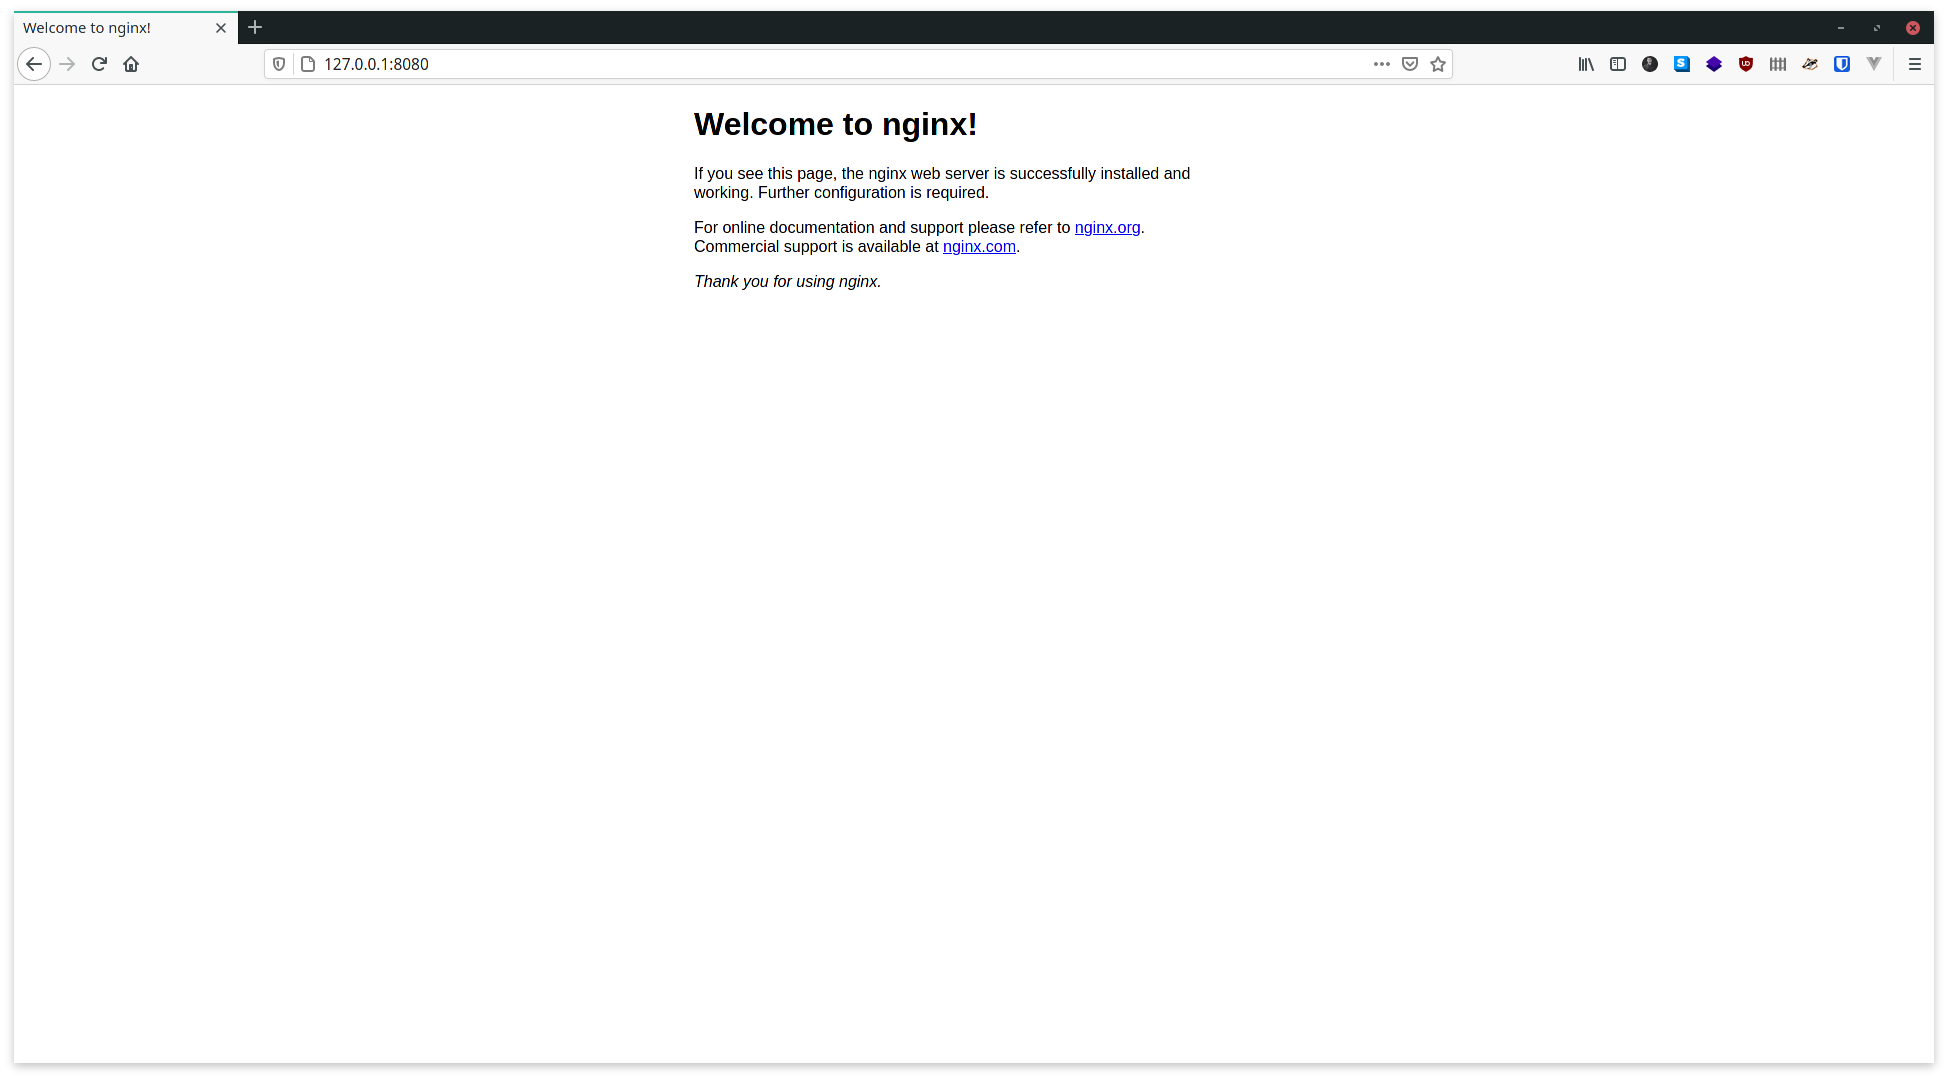 Welcome to nginx!
127.0.0.1:8080
Welcome to nginx!
If you see this page, the nginx web server is successfully installed and
working. Further configuration is required.
For online documentation and support please refer to nginx.org.
Commercial support is available at nginx.com.
Thank you for using nginx.